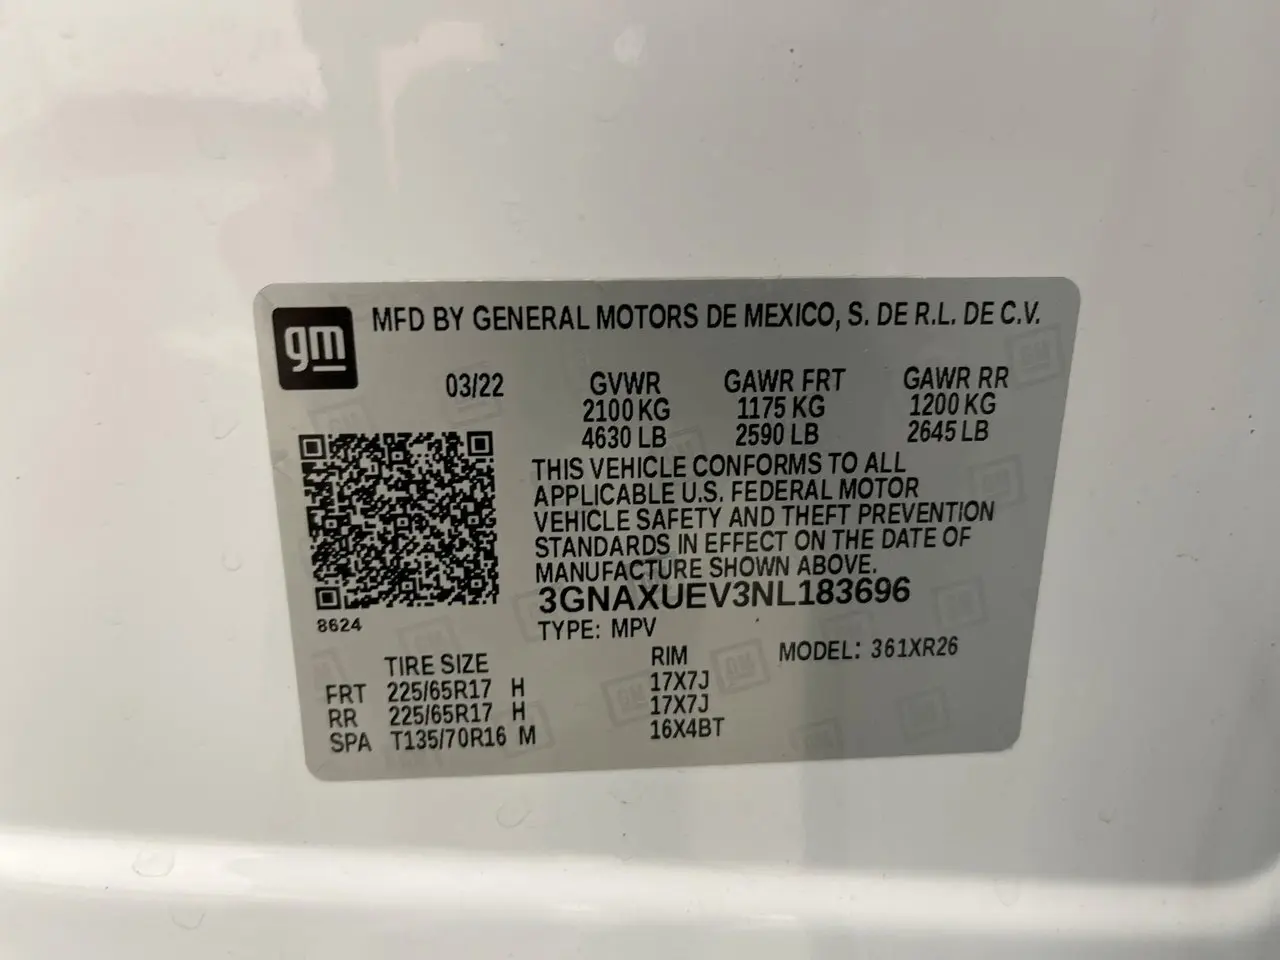 gm
MFD BY GENERAL MOTORS DE MEXICO, S. DE R.L. DE C.V.
03/22 GVWR GAWR FRT GAWR RR
2100 KG 1175 KG 1200 KG
4630 LB 2590 LB 2645 LB
THIS VEHICLE CONFORMS TO ALL
APPLICABLE U.S. FEDERAL MOTOR
VEHICLE SAFETY AND THEFT PREVENTION
STANDARDS IN EFFECT ON THE DATE OF
MANUFACTURE SHOWN ABOVE.
3GNAXUEV3NL183696
8624
TYPE: MPV
MODEL: 361XR26
TIRE SIZE RIM
FRT 225/65R17 H 17X7J
RR 225/65R17 H 17X7J
SPA T135/70R16 M 16X4BT